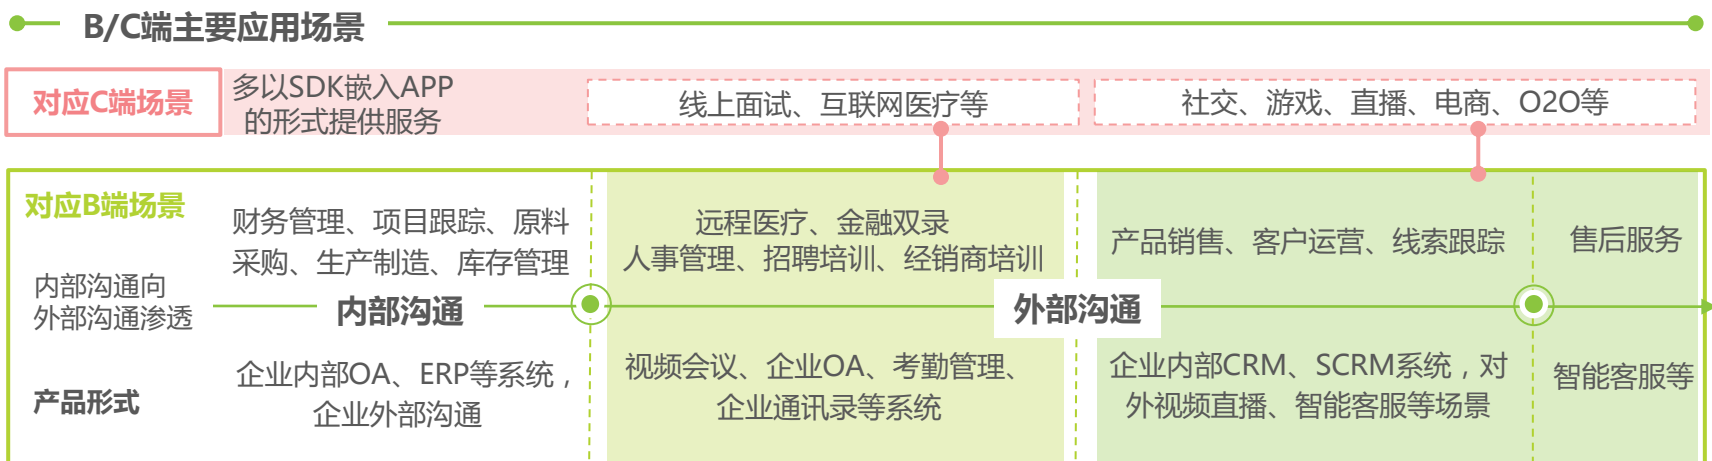 B/C端主要应用场景
对应C端场景
多以SDK嵌入APP
的形式提供服务
线上面试、互联网医疗等
社交、游戏、直播、电商、O2O等
对应B端场景
财务管理、项目跟踪、原料
采购、生产制造、库存管理
远程医疗、金融双录
人事管理、招聘培训、经销商培训
产品销售、客户运营、线索跟踪
售后服务
内部沟通向
外部沟通渗透
内部沟通
外部沟通
产品形式
企业内部OA、ERP等系统，
企业外部沟通
视频会议、企业OA、考勤管理、
企业通讯录等系统
企业内部CRM、SCRM系统，对
外视频直播、智能客服等场景
智能客服等